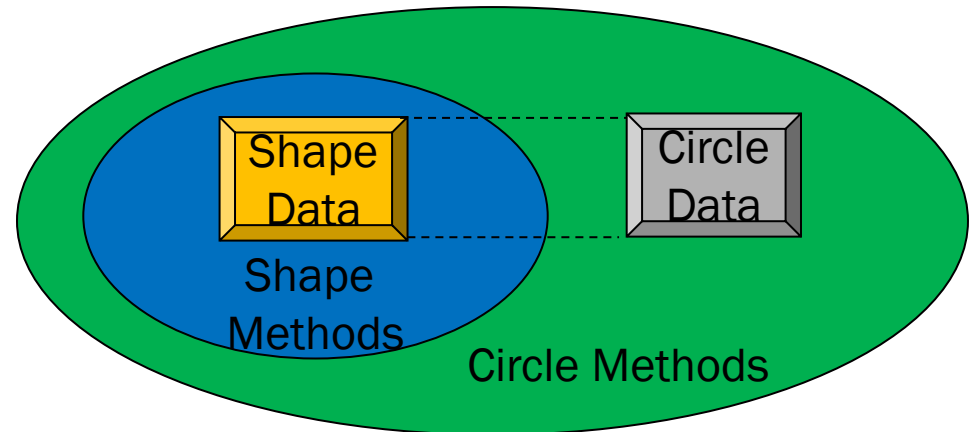 Shape
Data
Circle
Data
Shape
Methods
Circle Methods